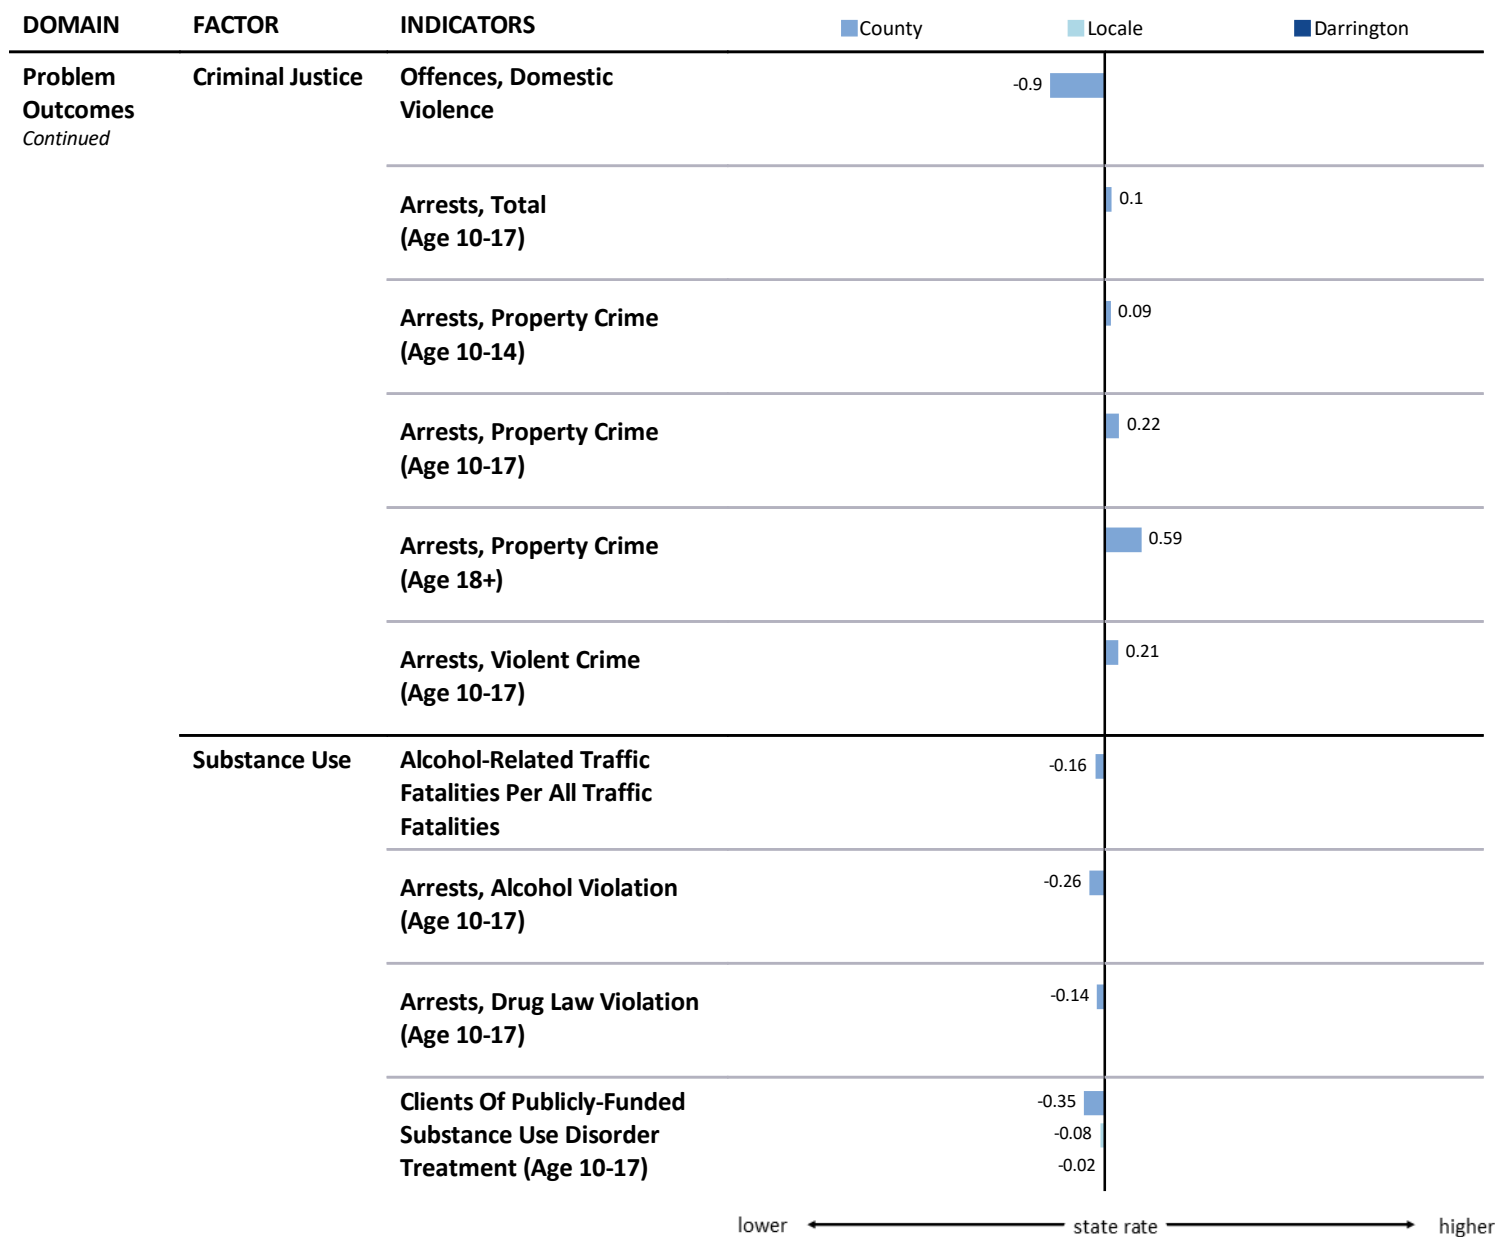 DOMAIN FACTOR INDICATORS County Locale Darrington
Problem Criminal Justice Offences, Domestic -0.9
Outcomes Violence
Continued
Arrests, Total 0.1
(Age 10-17)
Arrests, Property Crime 0.09
(Age 10-14)
Arrests, Property Crime 0.22
(Age 10-17)
Arrests, Property Crime 0.59
(Age 18+)
Arrests, Violent Crime 0.21
(Age 10-17)
Substance Use Alcohol-Related Traffic -0.16
Fatalities Per All Traffic
Fatalities
Arrests, Alcohol Violation -0.26
(Age 10-17)
Arrests, Drug Law Violation -0.14
(Age 10-17)
Clients Of Publicly-Funded -0.35
Substance Use Disorder -0.08
Treatment (Age 10-17) -0.02
lower state rate higher